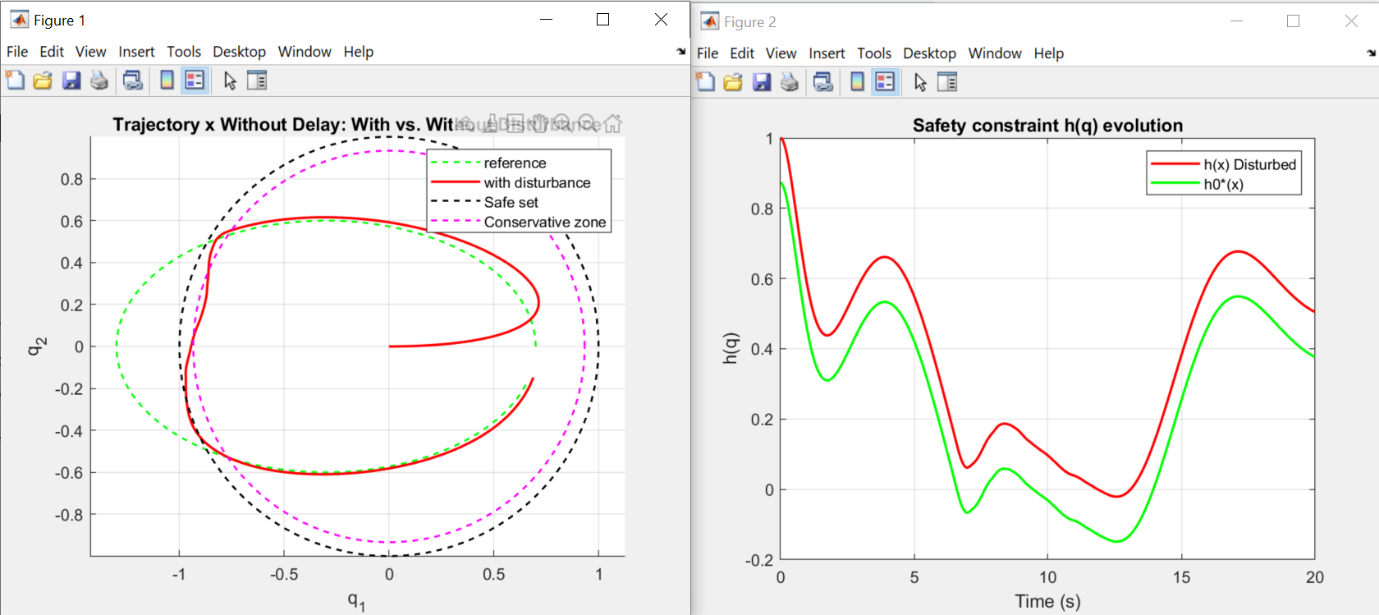 Figure 1
File Edit View Insert Tools Desktop Window Help
Trajectory x Without Delay: With vs. Without Disturbance
reference
with disturbance
Safe set
Conservative zone
0.8
0.6
0.4
0.2
0
-0.2
-0.4
-0.6
-0.8
q2
-1 -0.5 0 0.5 1
q1
Figure 2
File Edit View Insert Tools Desktop Window Help
Safety constraint h(q) evolution
h(x) Disturbed
h0*(x)
1
0.8
0.6
0.4
0.2
0
-0.2
h(q)
0 5 10 15 20
Time (s)